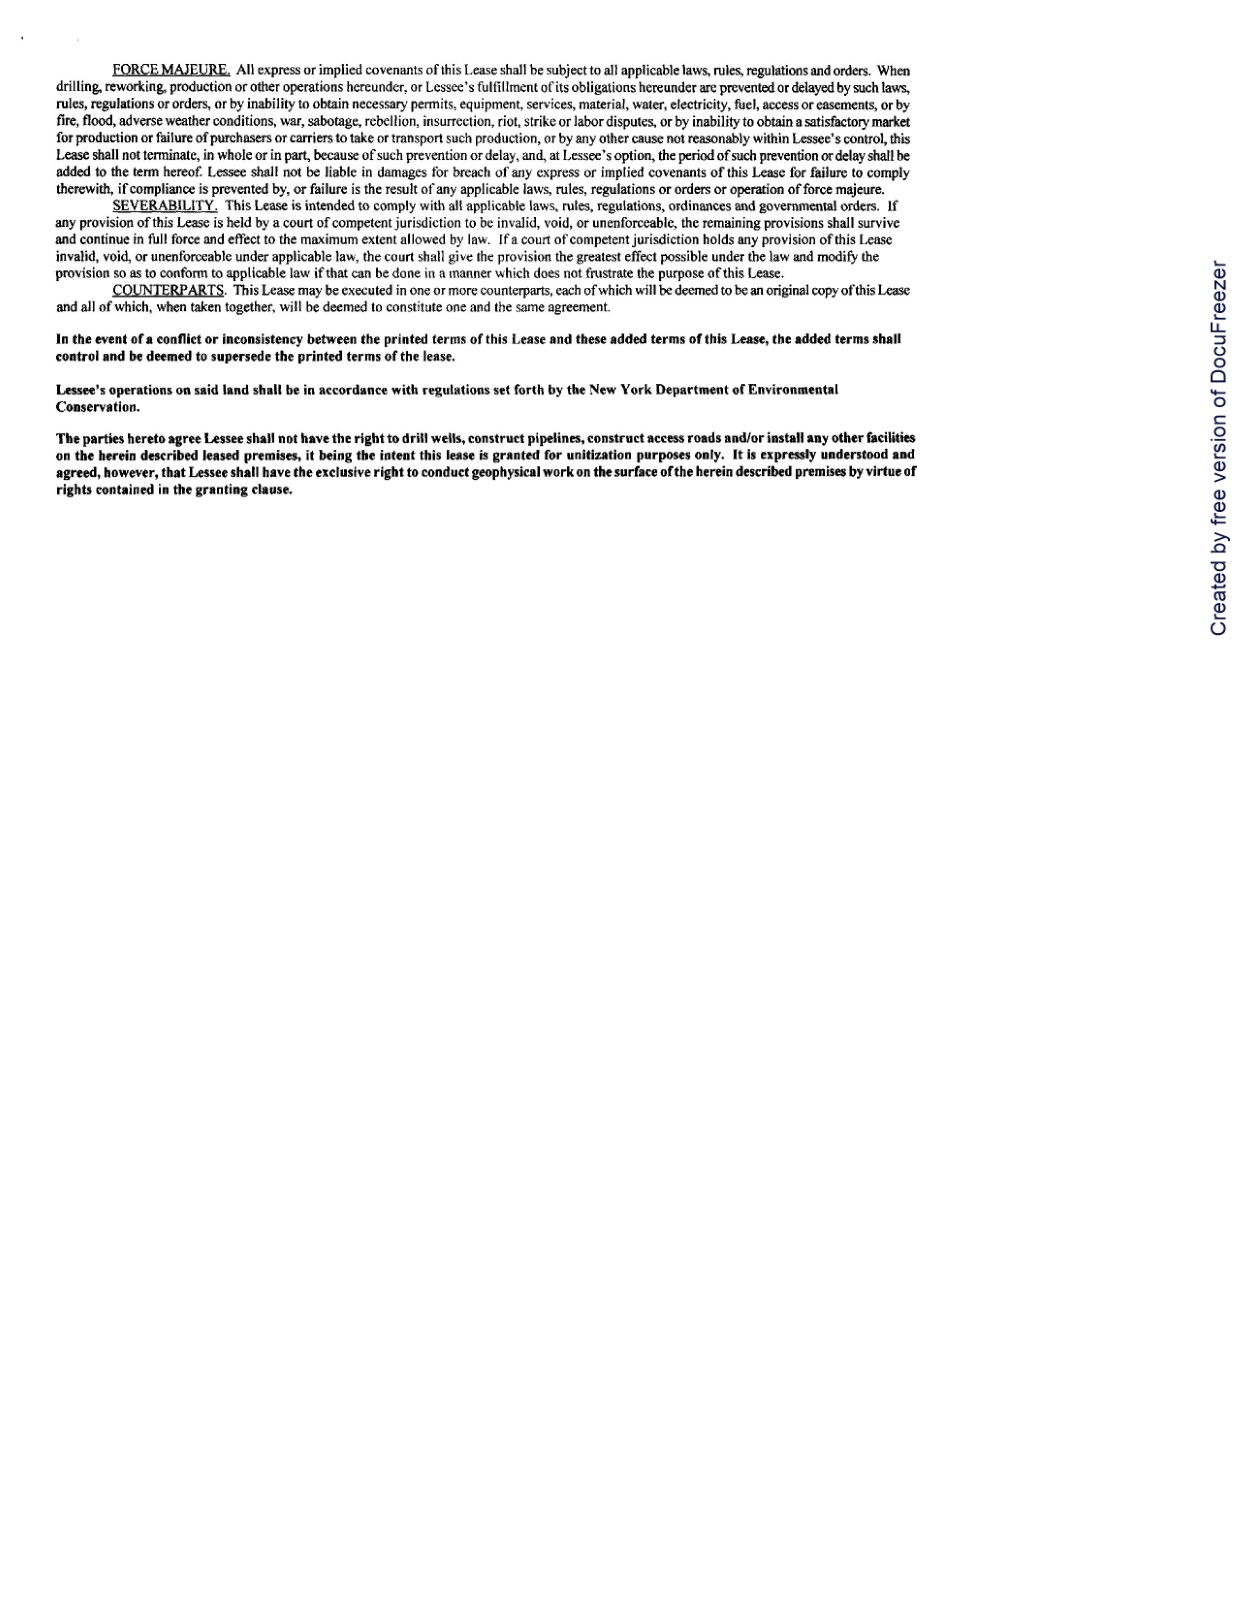 FORCE MAJEURE. All express or implied covenants of this Lease shall be subject to all applicable laws, rules, regulations and orders. When
drilling, reworking, production or other operations hereunder, or Lessee's fulfillment of its obligations hereunder are prevented or delayed by such laws,
rules, regulations or orders, or by inability to obtain necessary permits, equipment, services, material, water, electricity, fuel, access or easements, or by
fire, flood, adverse weather conditions, war, sabotage, rebellion, insurrection, riot, strike or labor disputes, or by inability to obtain a satisfactory market
for production or failure of purchasers or carriers to take or transport such production, or by any other cause not reasonably within Lessee's control, this
Lease shall not terminate, in whole or in part, because of such prevention or delay, and, at Lessee's option, the period of such prevention or delay shall be
added to the term hereof. Lessee shall not be liable in damages for breach of any express or implied covenants of this Lease for failure to comply
therewith, if compliance is prevented by, or failure is the result of any applicable laws, rules, regulations or orders or operation of force majeure.
SEVERABILITY. This Lease is intended to comply with all applicable laws, rules, regulations, ordinances and governmental orders. If
any provision of this Lease is held by a court of competent jurisdiction to be invalid, void, or unenforceable, the remaining provisions shall survive
and continue in full force and effect to the maximum extent allowed by law. If a court of competent jurisdiction holds any provision of this Lease
invalid, void, or unenforceable under applicable law, the court shall give the provision the greatest effect possible under the law and modify the
provision so as to conform to applicable law if that can be done in a manner which does not frustrate the purpose of this Lease.
COUNTERPARTS. This Lease may be executed in one or more counterparts, each of which will be deemed to be an original copy of this Lease
and all of which, when taken together, will be deemed to constitute one and the same agreement.
In the event of a conflict or inconsistency between the printed terms of this Lease and these added terms of this Lease, the added terms shall
control and be deemed to supersede the printed terms of the lease.
Lessee's operations on said land shall be in accordance with regulations set forth by the New York Department of Environmental
Conservation.
The parties hereto agree Lessee shall not have the right to drill wells, construct pipelines, construct access roads and/or install any other facilities
on the herein described leased premises, it being the intent this lease is granted for unitization purposes only. It is expressly understood and
agreed, however, that Lessee shall have the exclusive right to conduct geophysical work on the surface of the herein described premises by virtue of
rights contained in the granting clause.
Created by free version of DocuFreezer